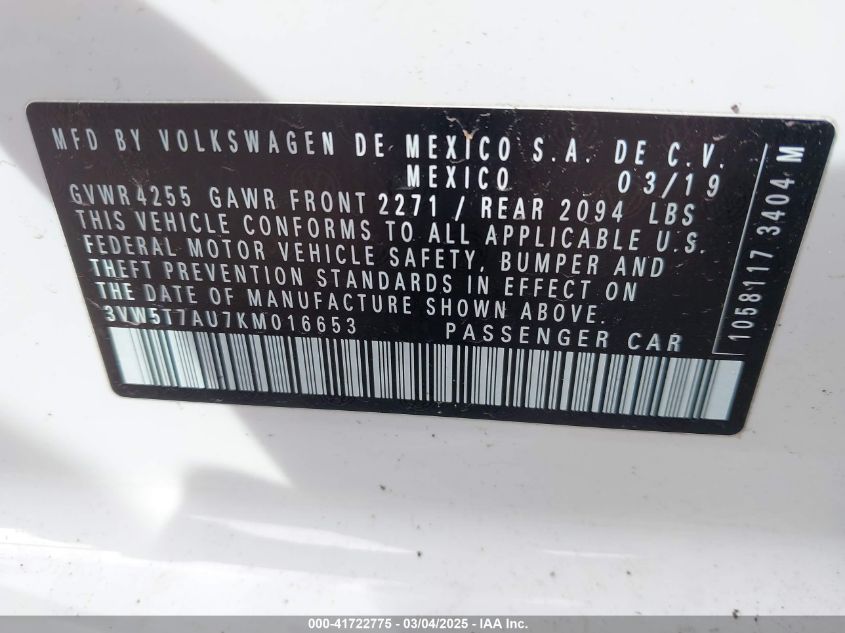 MFD BY VOLKSWAGEN DE MEXICO S.A. DE C.V.
MEXICO 03/19
GVWR 4255 GAWR FRONT 2271 / REAR 2094 LBS
THIS VEHICLE CONFORMS TO ALL APPLICABLE U.S.
FEDERAL MOTOR VEHICLE SAFETY, BUMPER AND
THEFT PREVENTION STANDARDS IN EFFECT ON
THE DATE OF MANUFACTURE SHOWN ABOVE.
3VW5T7AU7KM016653 PASSENGER CAR
1058117 3404 M
000-41722775 - 03/04/2025 - IAA Inc.